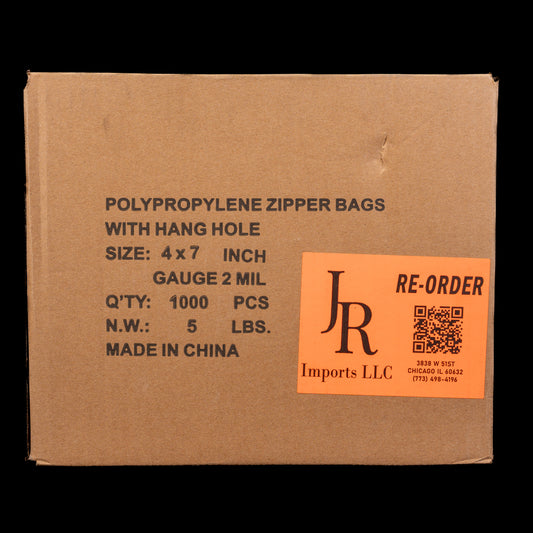 POLYPROPYLENE ZIPPER BAGS
WITH HANG HOLE
SIZE: 4 x 7 INCH
GAUGE 2 MIL
Q'TY: 1000 PCS
N.W.: 5 LBS.
MADE IN CHINA
JR
Imports LLC
RE-ORDER
3838 W 51ST
CHICAGO IL 60632
(773) 498-4196